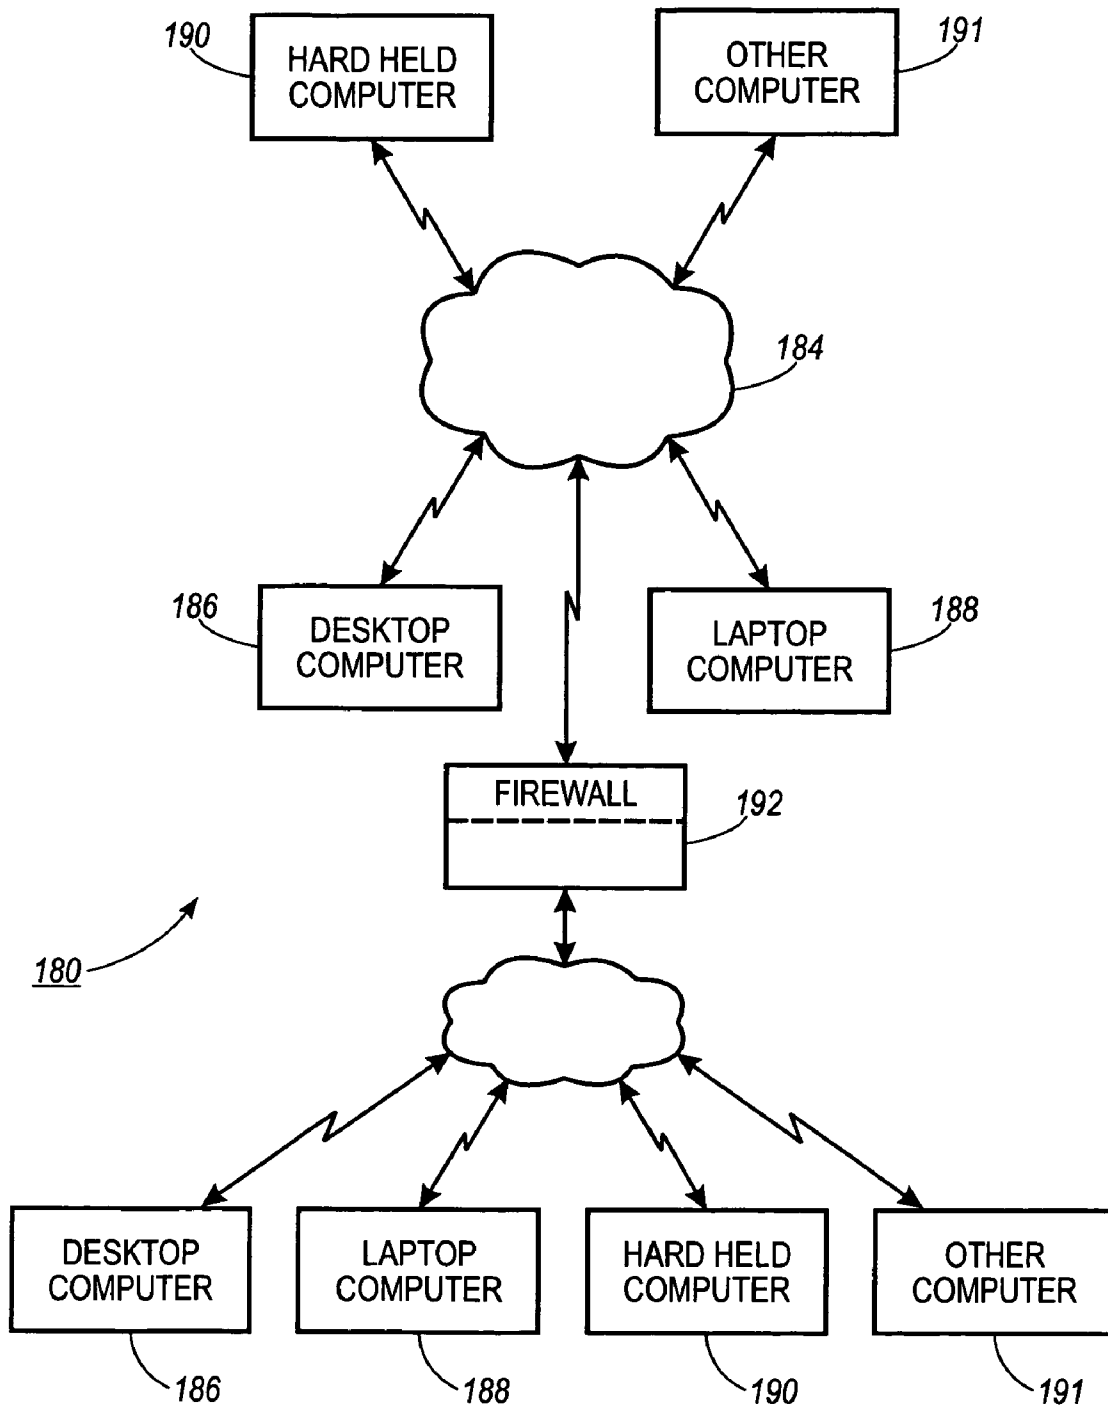 190
HARD HELD
COMPUTER
OTHER
COMPUTER
191
184
186
DESKTOP
COMPUTER
LAPTOP
COMPUTER
188
FIREWALL
192
180
DESKTOP
COMPUTER
LAPTOP
COMPUTER
HARD HELD
COMPUTER
OTHER
COMPUTER
186
188
190
191